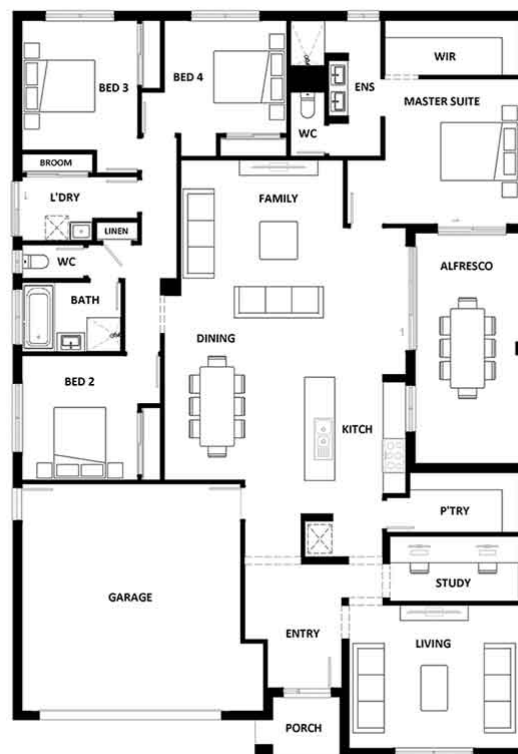 BED 3
BED 4
ENS
WIR
MASTER SUITE
WC
BROOM
FAMILY
L'DRY
LINEN
WC
ALFRESCO
BATH
DINING
BED 2
KITCH
P'TRY
STUDY
GARAGE
ENTRY
LIVING
PORCH